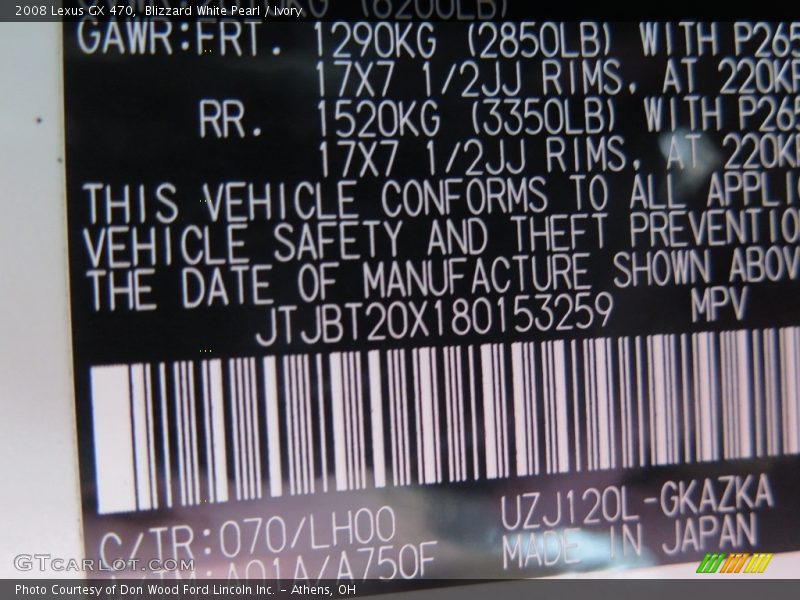 2008 Lexus GX 470, Blizzard White Pearl / Ivory
GAWR:FRT. 1290KG (2850LB) WITH P265
17X7 1/2JJ RIMS, AT 220KP
RR. 1520KG (3350LB) WITH P265
17X7 1/2JJ RIMS, AT 220K
THIS VEHICLE CONFORMS TO ALL APPLI
VEHICLE SAFETY AND THEFT PREVENTIO
THE DATE OF MANUFACTURE SHOWN ABOV
JTJBT20X180153259 MPV
UZJ120L-GKAZKA
C/TR:070/LH00 MADE IN JAPAN
A01A/A750F
GTCARLOT.COM
Photo Courtesy of Don Wood Ford Lincoln Inc. – Athens, OH